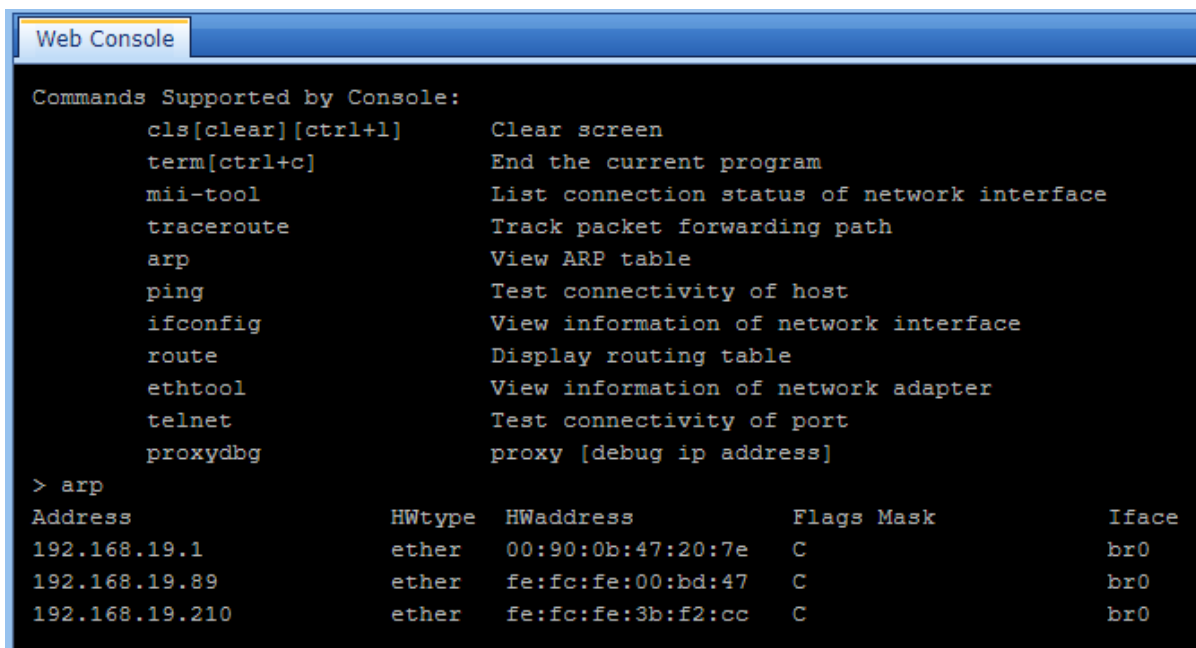 Web Console
Commands Supported by Console:
cls[clear][ctrl+l] Clear screen
term[ctrl+c] End the current program
mii-tool List connection status of network interface
traceroute Track packet forwarding path
arp View ARP table
ping Test connectivity of host
ifconfig View information of network interface
route Display routing table
ethtool View information of network adapter
telnet Test connectivity of port
proxydbg proxy [debug ip address]
> arp
Address HWtype HWaddress Flags Mask Iface
192.168.19.1 ether 00:90:0b:47:20:7e C br0
192.168.19.89 ether fe:fc:fe:00:bd:47 C br0
192.168.19.210 ether fe:fc:fe:3b:f2:cc C br0